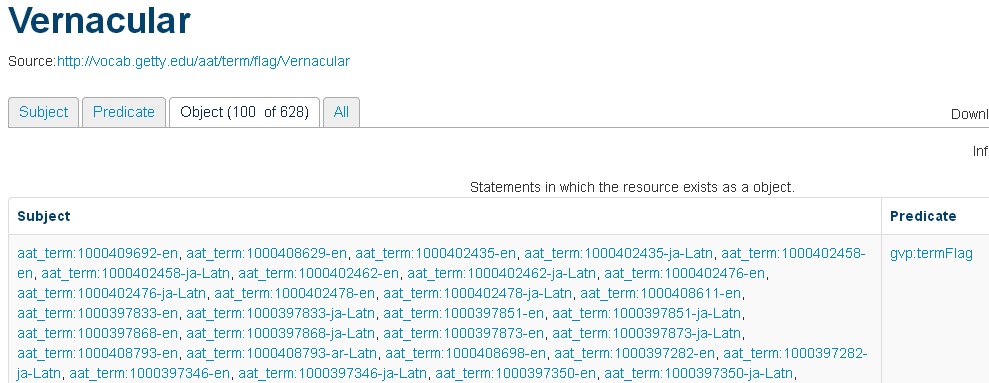 Vernacular
Source:http://vocab.getty.edu/aat/term/flag/Vernacular
Subject Predicate Object (100 of 628) All
Downl
Inf
Statements in which the resource exists as a object.
Subject Predicate
aat_term:1000409692-en, aat_term:1000408629-en, aat_term:1000402435-en, aat_term:1000402435-ja-Latn, aat_term:1000402458- gvp:termFlag
en, aat_term:1000402458-ja-Latn, aat_term:1000402462-en, aat_term:1000402462-ja-Latn, aat_term:1000402476-en,
aat_term:1000402476-ja-Latn, aat_term:1000402478-en, aat_term:1000402478-ja-Latn, aat_term:1000408611-en,
aat_term:1000397833-en, aat_term:1000397833-ja-Latn, aat_term:1000397851-en, aat_term:1000397851-ja-Latn,
aat_term:1000397868-en, aat_term:1000397868-ja-Latn, aat_term:1000397873-en, aat_term:1000397873-ja-Latn,
aat_term:1000408793-en, aat_term:1000408793-ar-Latn, aat_term:1000408698-en, aat_term:1000397282-en, aat_term:1000397282-
ja-Latn, aat_term:1000397346-en, aat_term:1000397346-ja-Latn, aat_term:1000397350-en, aat_term:1000397350-ja-Latn,